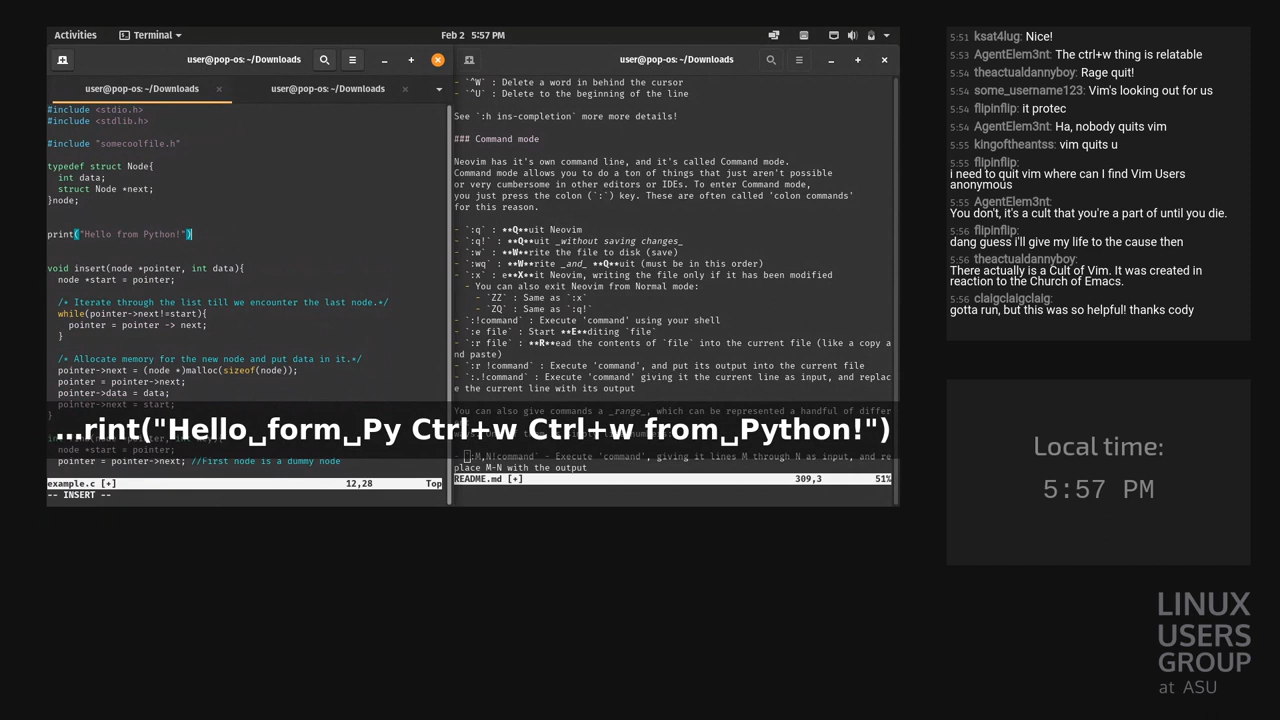 Activities
Terminal
Feb 2 5:57 PM
user@pop-os: ~/Downloads
user@pop-os: ~/Downloads ×
user@pop-os: ~/Downloads ×
#include <stdio.h>
#include <stdlib.h>
#include "somecoolfile.h"
typedef struct Node{
int data;
struct Node *next;
}node;
print("Hello from Python!")
void insert(node *pointer, int data){
node *start = pointer;
/* Iterate through the list till we encounter the last node.*/
while(pointer->next!=start){
pointer = pointer -> next;
}
/* Allocate memory for the new node and put data in it.*/
pointer->next = (node *)malloc(sizeof(node));
pointer = pointer->next;
pointer->data = data;
pointer->next = start;
}
node *start = pointer;
pointer = pointer->next; //First node is a dummy node
example.c [+] 12,28 Top
-- INSERT --
user@pop-os: ~/Downloads
- `^W` : Delete a word in behind the cursor
- `^U` : Delete to the beginning of the line
See `:h ins-completion` more more details!
### Command mode
Neovim has it's own command line, and it's called Command mode.
Command mode allows you to do a ton of things that just aren't possible
or very cumbersome in other editors or IDEs. To enter Command mode,
you just press the colon (`:`) key. These are often called 'colon commands'
for this reason.
- `:q` : **Q**uit Neovim
- `:q!` : **Q**uit _without saving changes_
- `:w` : **W**rite the file to disk (save)
- `:wq` : **W**rite _and_ **Q**uit (must be in this order)
- `:x` : e**X**it Neovim, writing the file only if it has been modified
- You can also exit Neovim from Normal mode:
- `ZZ` : Same as `:x`
- `ZQ` : Same as `:q!`
- `:!command` : Execute 'command' using your shell
- `:e file` : Start **E**diting `file`
- `:r file` : **R**ead the contents of `file` into the current file (like a copy a
nd paste)
- `:r !command` : Execute 'command', and put its output into the current file
- `:.!command` : Execute 'command' giving it the current line as input, and replac
e the current line with its output
You can also give commands a _range_, which can be represented a handful of differ
- `:M,N!command` - Execute 'command', giving it lines M through N as input, and re
place M-N with the output
README.md [+] 309,3 51%
...rint("Hello␣form␣Py Ctrl+w Ctrl+w from␣Python!")
5:51 ksat4lug: Nice!
5:53 AgentElem3nt: The ctrl+w thing is relatable
5:54 theactualdannyboy: Rage quit!
5:54 some_username123: Vim's looking out for us
5:54 flipinflip: it protec
5:54 AgentElem3nt: Ha, nobody quits vim
5:55 kingoftheantss: vim quits u
5:55 flipinflip:
i need to quit vim where can I find Vim Users
anonymous
5:55 AgentElem3nt:
You don't, it's a cult that you're a part of until you die.
5:56 flipinflip:
dang guess i'll give my life to the cause then
5:56 theactualdannyboy:
There actually is a Cult of Vim. It was created in
reaction to the Church of Emacs.
5:56 claigclaigclaig:
gotta run, but this was so helpful! thanks cody
Local time:
5:57 PM
LINUX
USERS
GROUP
at ASU